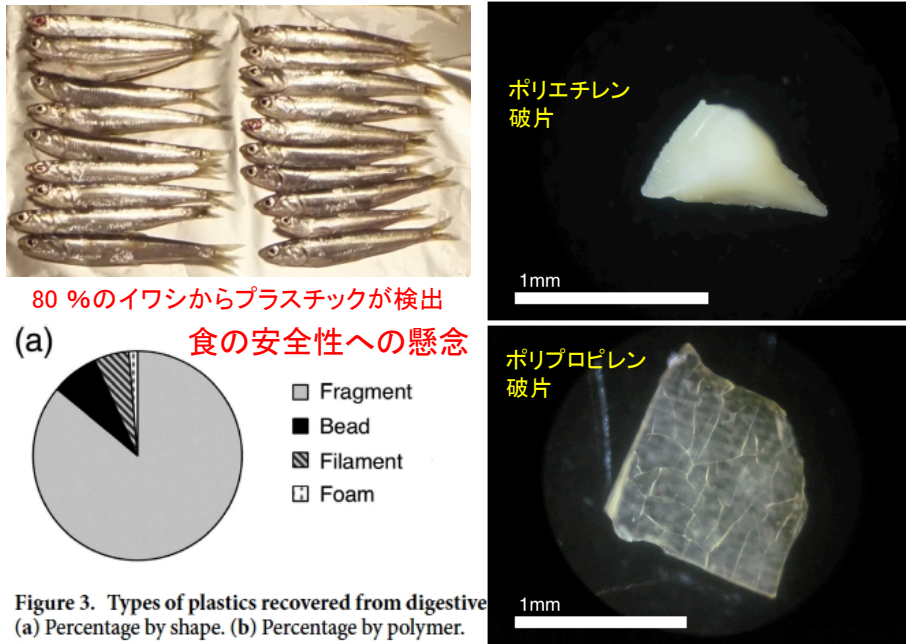 80 %のイワシからプラスチックが検出
食の安全性への懸念
(a)
Fragment
Bead
Filament
Foam
Figure 3. Types of plastics recovered from digestive
(a) Percentage by shape. (b) Percentage by polymer.
ポリエチレン
破片
1mm
ポリプロピレン
破片
1mm